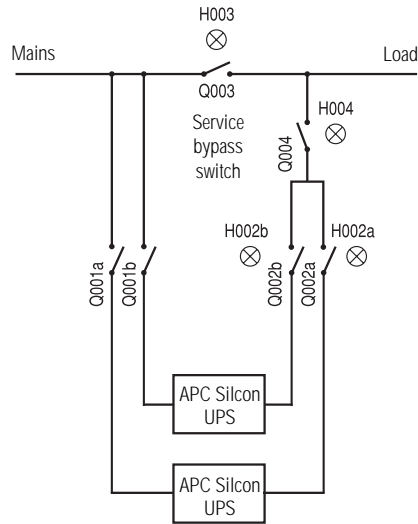 H003
Mains
Load
Q003
Service
bypass
switch
H004
Q004
H002b
H002a
Q001a
Q001b
Q002b
Q002a
APC Silcon
UPS
APC Silcon
UPS